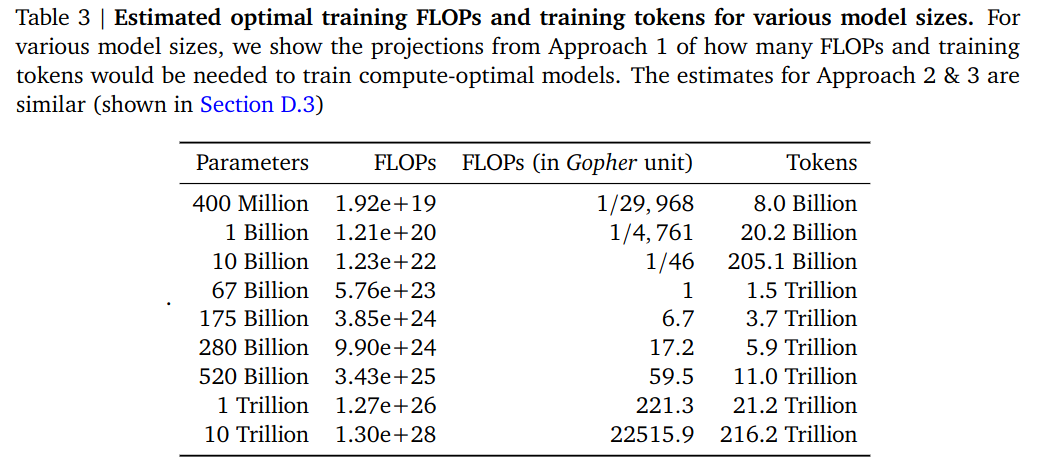 Table 3 | Estimated optimal training FLOPs and training tokens for various model sizes. For
various model sizes, we show the projections from Approach 1 of how many FLOPs and training
tokens would be needed to train compute-optimal models. The estimates for Approach 2 & 3 are
similar (shown in Section D.3)
Parameters FLOPs FLOPs (in Gopher unit) Tokens
400 Million 1.92e+19 1/29,968 8.0 Billion
1 Billion 1.21e+20 1/4,761 20.2 Billion
10 Billion 1.23e+22 1/46 205.1 Billion
. 67 Billion 5.76e+23 1 1.5 Trillion
175 Billion 3.85e+24 6.7 3.7 Trillion
280 Billion 9.90e+24 17.2 5.9 Trillion
520 Billion 3.43e+25 59.5 11.0 Trillion
1 Trillion 1.27e+26 221.3 21.2 Trillion
10 Trillion 1.30e+28 22515.9 216.2 Trillion